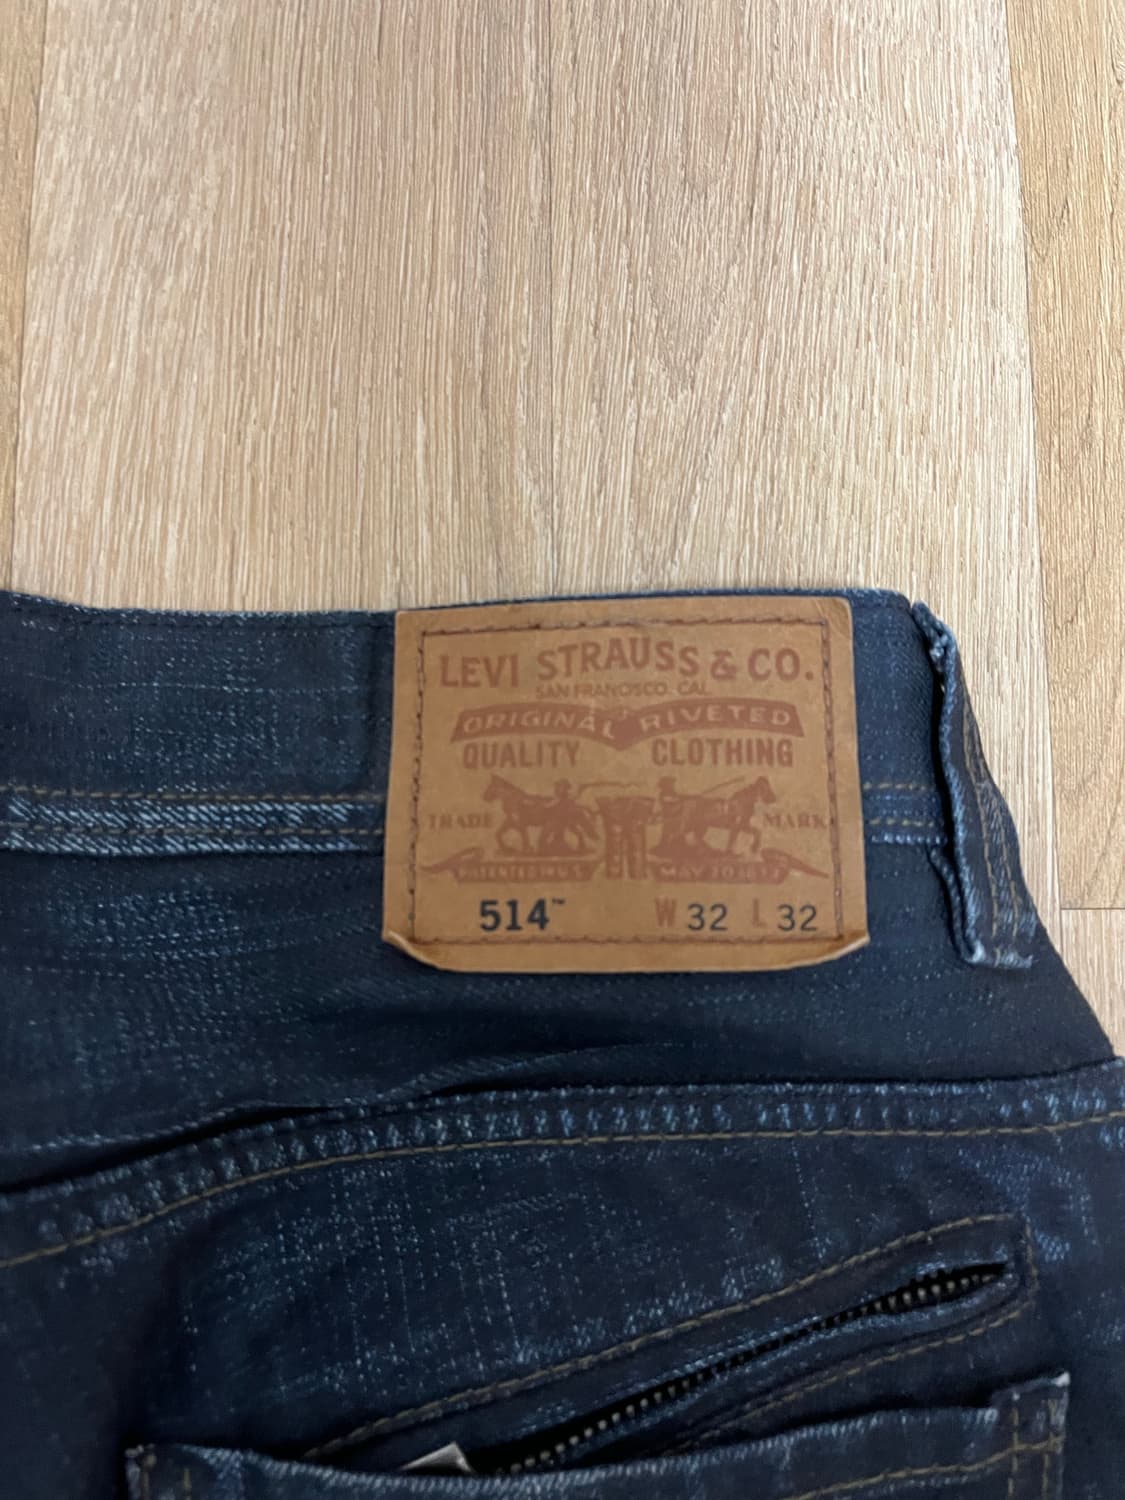 LEVI STRAUSS & CO.
SAN FRANCISCO, CAL.
ORIGINAL RIVETED
QUALITY CLOTHING
TRADE MARK
MAY 20 1873
514™ W 32 L 32